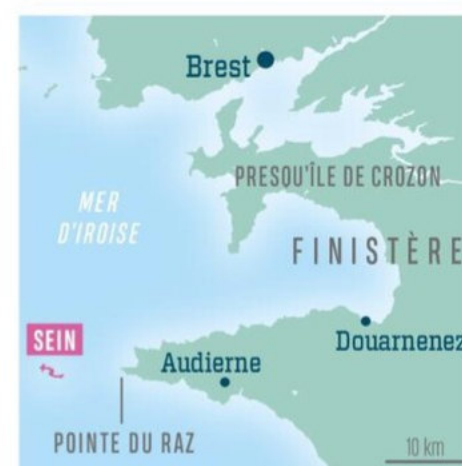 Brest
PRESQU'ÎLE DE CROZON
MER
D'IROISE
FINISTÈRE
SEIN
Douarnenez
Audierne
POINTE DU RAZ
10 km